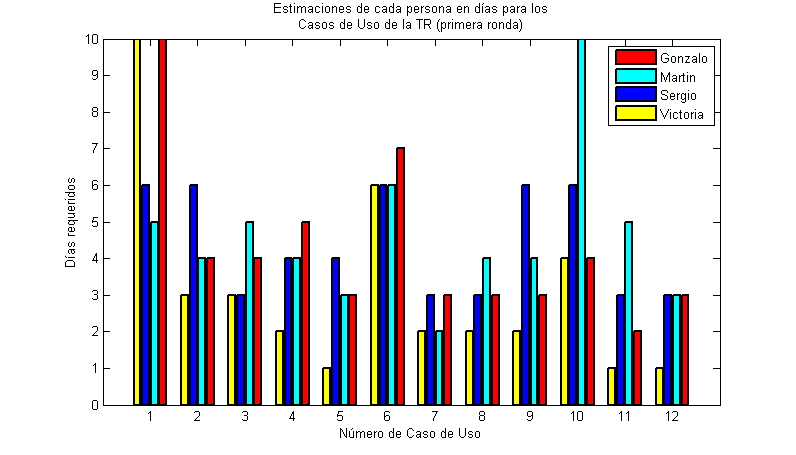 Estimaciones de cada persona en días para los
Casos de Uso de la TR (primera ronda)
10
9
8
7
6
5
4
3
2
1
0
Días requeridos
Gonzalo
Martin
Sergio
Victoria
1 2 3 4 5 6 7 8 9 10 11 12
Número de Caso de Uso